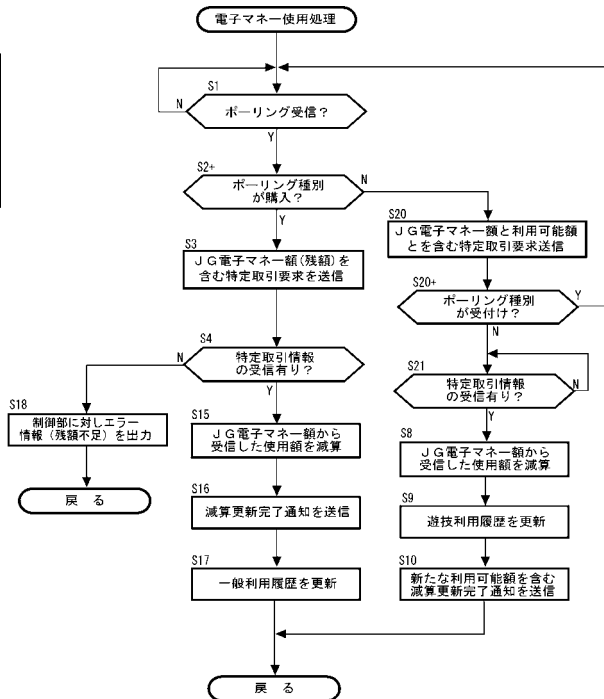 電子マネー使用処理
S1
ポーリング受信?
N
Y
S2+
ポーリング種別
が購入?
N
Y
S3
JG電子マネー額(残額)を
含む特定取引要求を送信
S20
JG電子マネー額と利用可能額
とを含む特定取引要求送信
S20+
ポーリング種別
が受付け?
Y
N
S4
特定取引情報
の受信有り?
N
Y
S21
特定取引情報
の受信有り?
N
Y
S18
制御部に対しエラー
情報(残額不足)を出力
戻 る
S15
JG電子マネー額から
受信した使用額を減算
S8
JG電子マネー額から
受信した使用額を減算
S16
減算更新完了通知を送信
S9
遊技利用履歴を更新
S17
一般利用履歴を更新
S10
新たな利用可能額を含む
減算更新完了通知を送信
戻 る